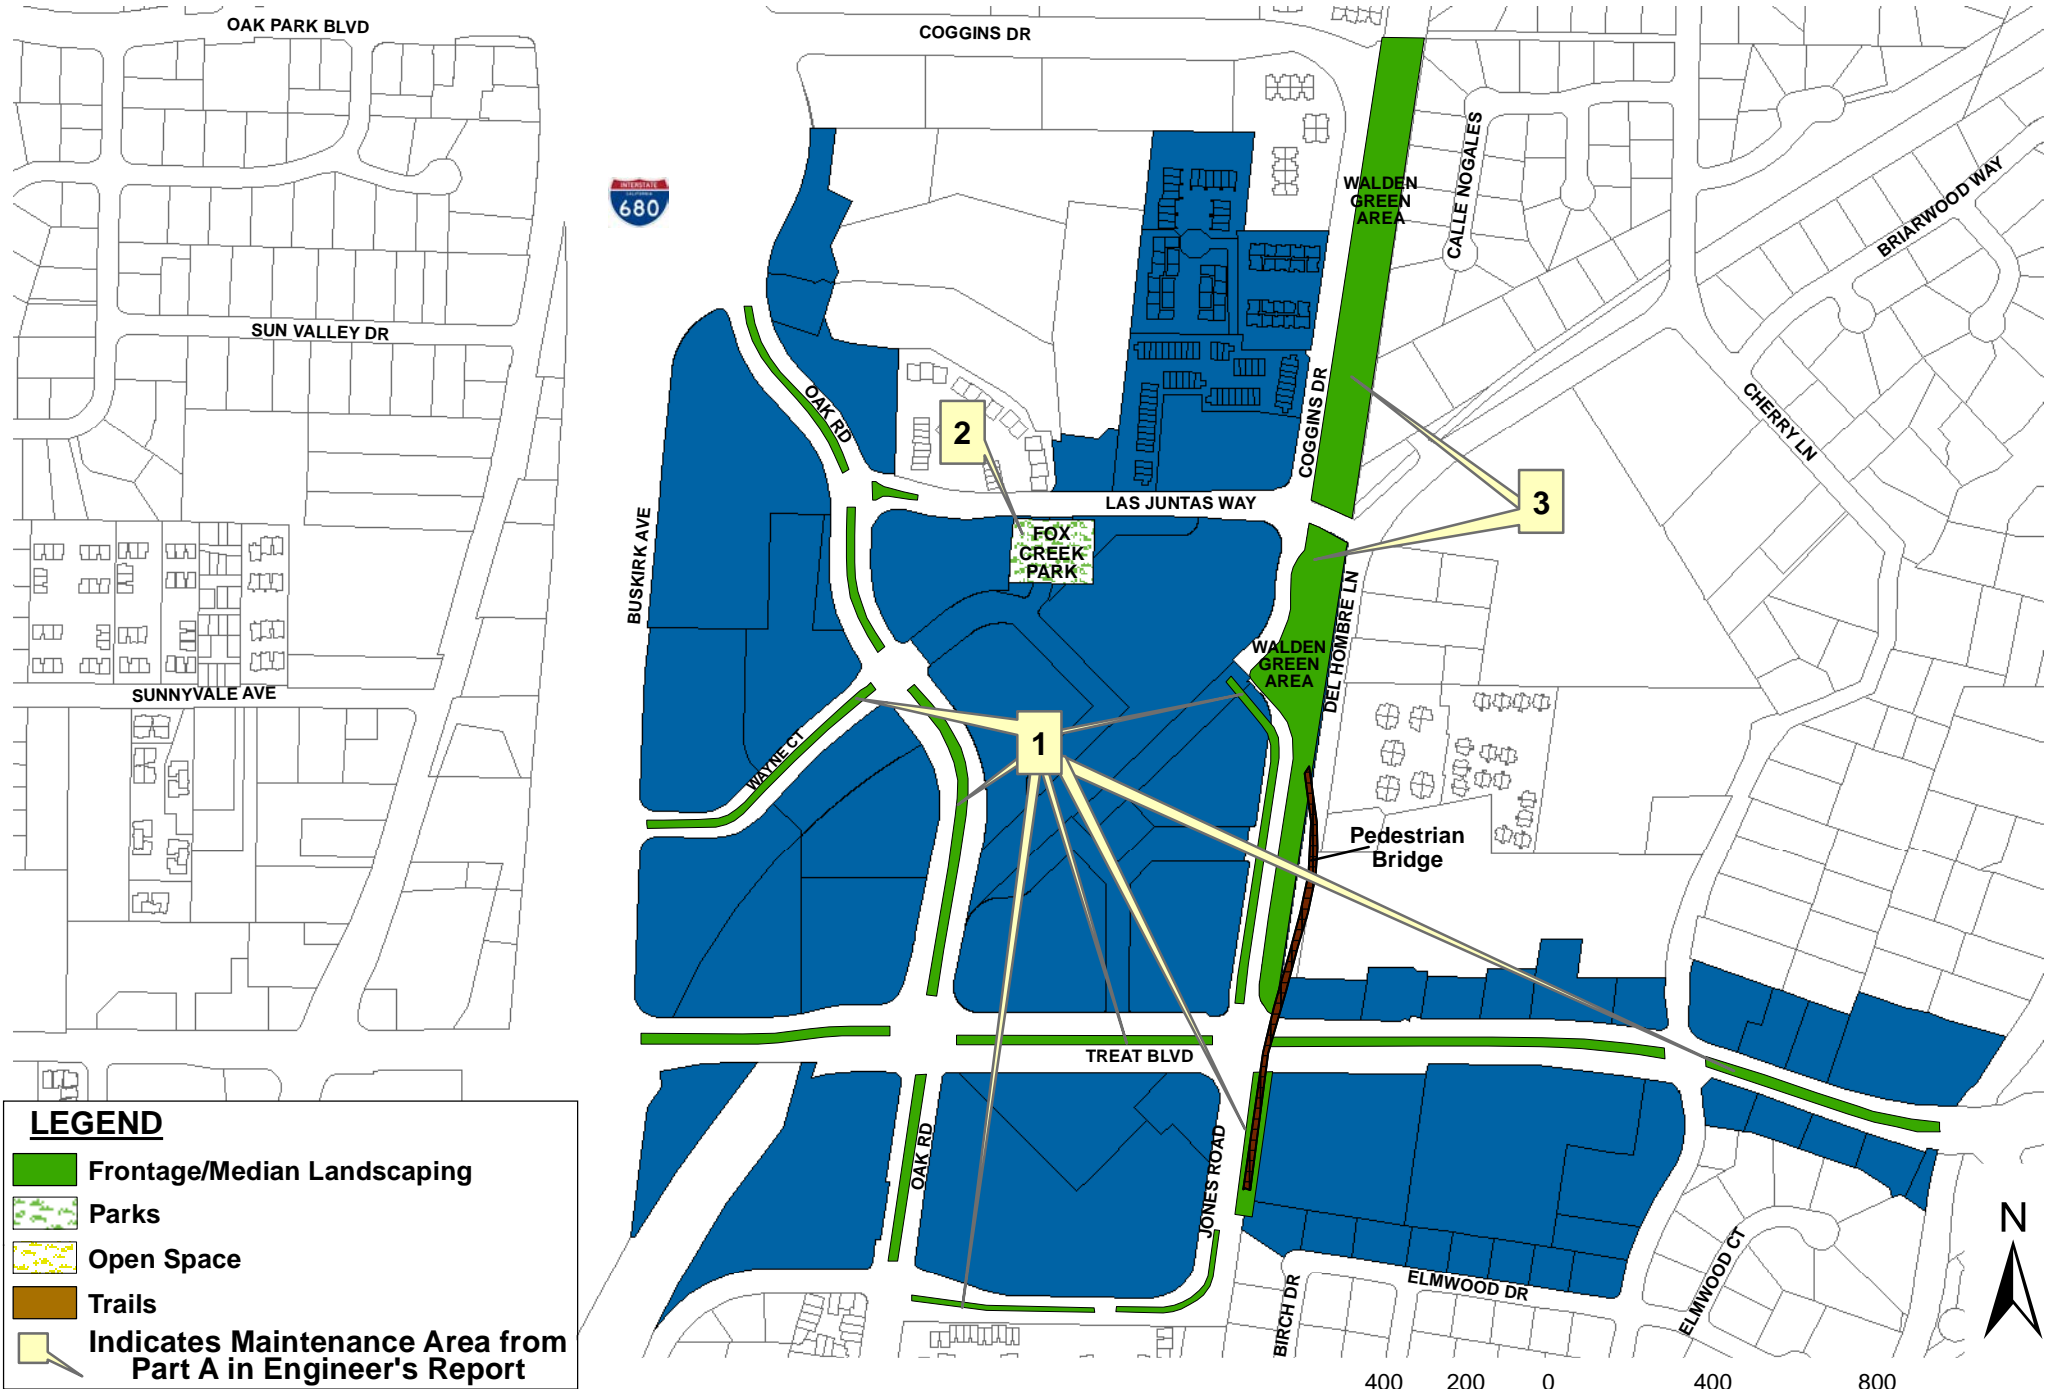 OAK PARK BLVD
COGGINS DR
INTERSTATE
CALIFORNIA
680
WALDEN
GREEN
AREA
CALLE NOGALES
BRIARWOOD WAY
SUN VALLEY DR
OAK RD
COGGINS DR
CHERRY LN
2
3
LAS JUNTAS WAY
BUSKIRK AVE
FOX
CREEK
PARK
DEL HOMBRE LN
WALDEN
GREEN
AREA
SUNNYVALE AVE
WAYNE CT
1
Pedestrian
Bridge
TREAT BLVD
OAK RD
JONES ROAD
BIRCH DR
ELMWOOD DR
ELMWOOD CT
N
LEGEND
Frontage/Median Landscaping
Parks
Open Space
Trails
Indicates Maintenance Area from
Part A in Engineer's Report
400 200 0 400 800